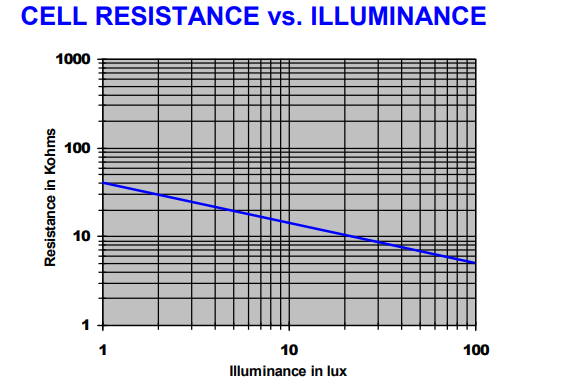 CELL RESISTANCE vs. ILLUMINANCE
1000
100
10
1
Resistance in Kohms
1 10 100
Illuminance in lux